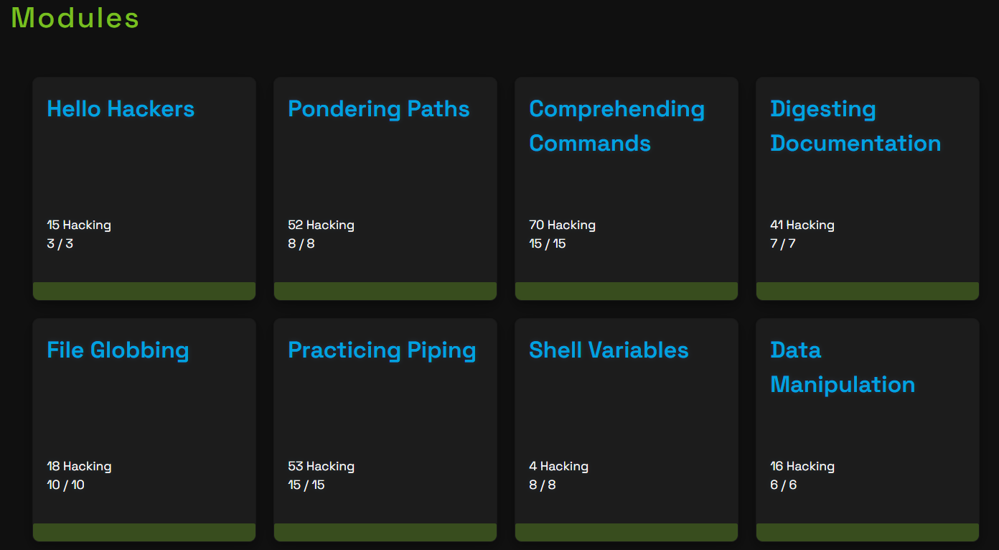 Modules
Hello Hackers
15 Hacking
3 / 3
Pondering Paths
52 Hacking
8 / 8
Comprehending
Commands
70 Hacking
15 / 15
Digesting
Documentation
41 Hacking
7 / 7
File Globbing
18 Hacking
10 / 10
Practicing Piping
53 Hacking
15 / 15
Shell Variables
4 Hacking
8 / 8
Data
Manipulation
16 Hacking
6 / 6